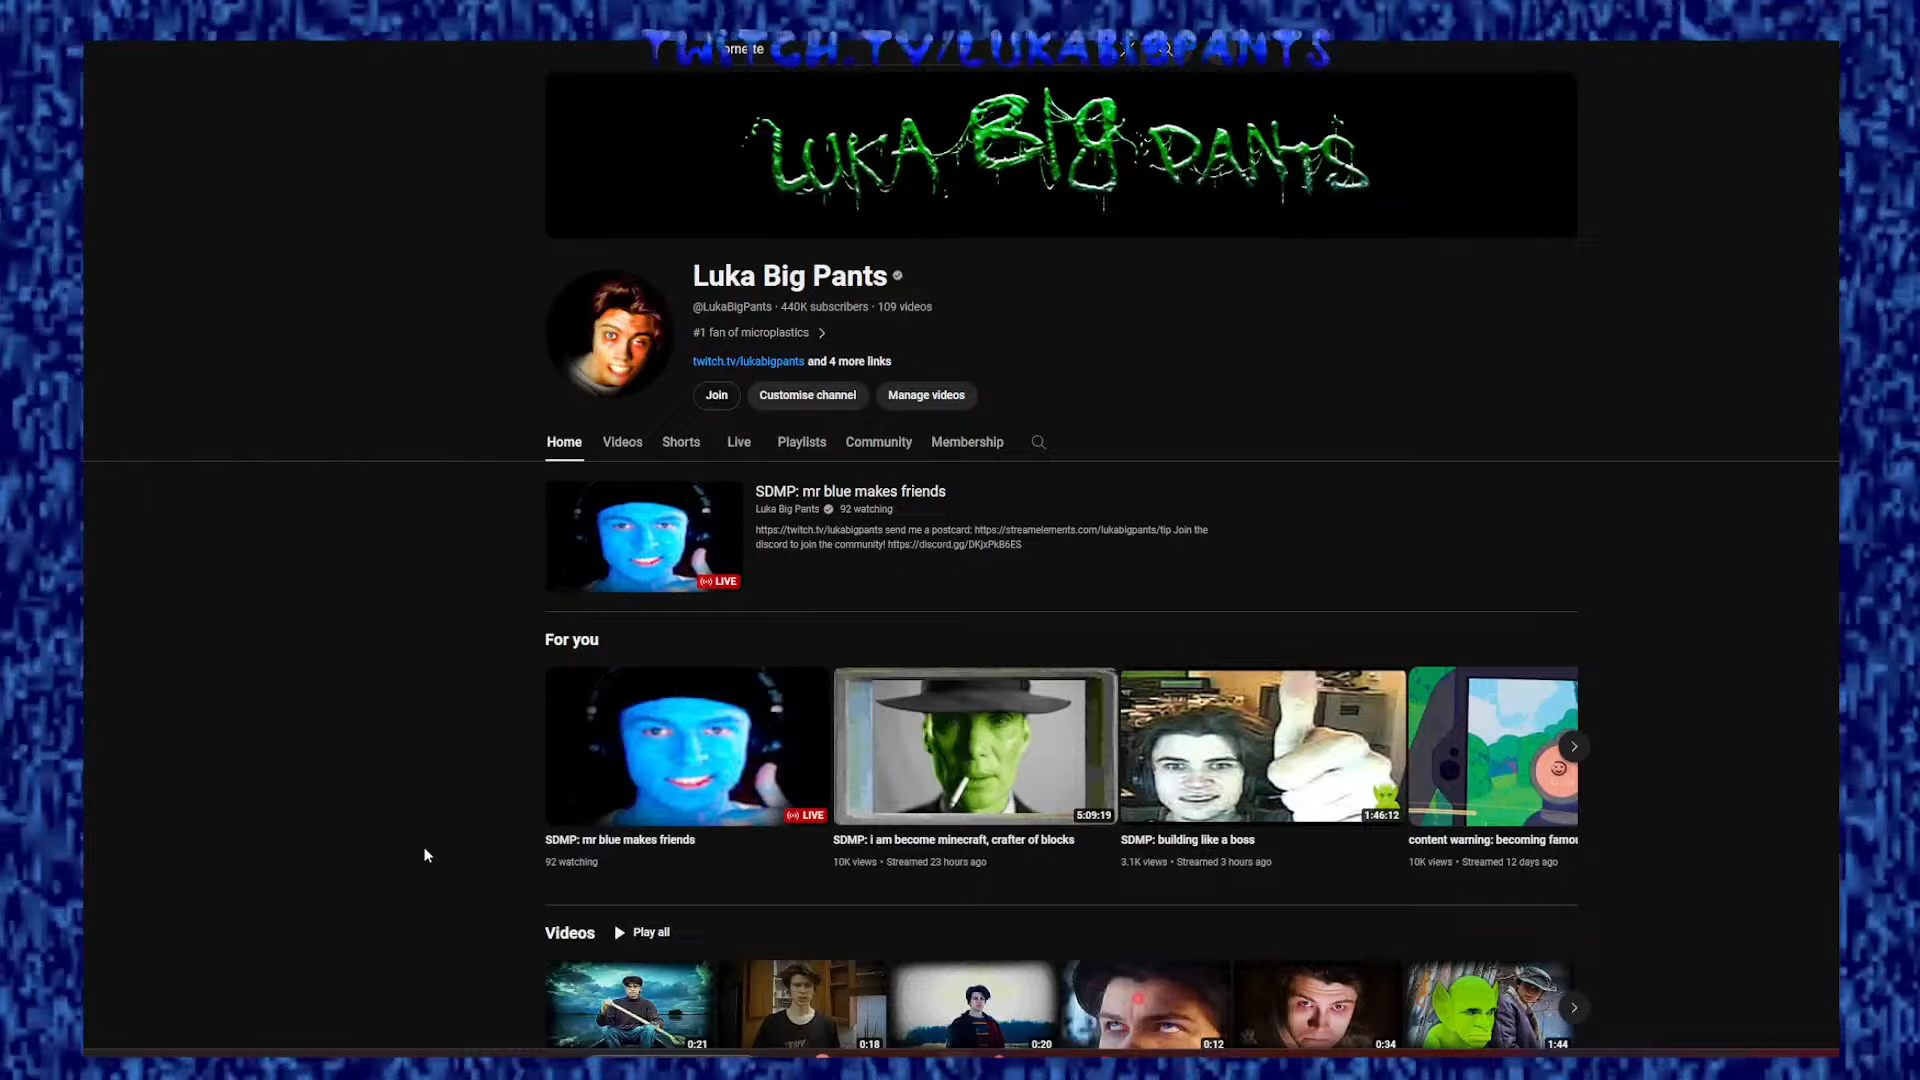 TWITCH.TV/LUKABIGPANTS
LUKA BIG PANTS
Luka Big Pants
@LukaBigPants · 440K subscribers · 109 videos
#1 fan of microplastics
twitch.tv/lukabigpants and 4 more links
Join Customise channel Manage videos
Home Videos Shorts Live Playlists Community Membership
SDMP: mr blue makes friends
Luka Big Pants 92 watching
https://twitch.tv/lukabigpants send me a postcard: https://streamelements.com/lukabigpants/tip Join the
discord to join the community! https://discord.gg/DKjxPkB6ES
LIVE
For you
LIVE 5:09:19 1:46:12
SDMP: mr blue makes friends SDMP: i am become minecraft, crafter of blocks SDMP: building like a boss content warning: becoming famou
92 watching 10K views • Streamed 23 hours ago 3.1K views • Streamed 3 hours ago 10K views • Streamed 12 days ago
Videos Play all
0:21 0:18 0:20 0:12 0:34 1:44